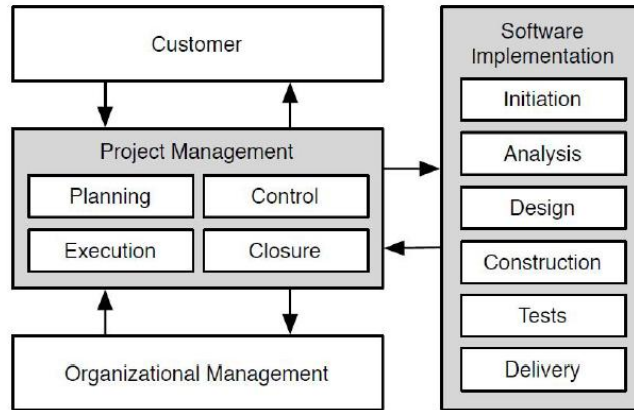 Customer
Project Management
Planning
Control
Execution
Closure
Organizational Management
Software
Implementation
Initiation
Analysis
Design
Construction
Tests
Delivery